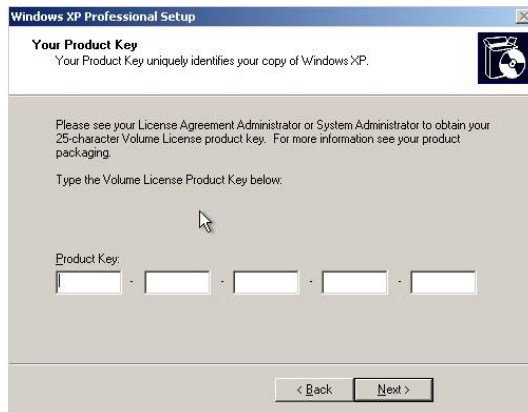 Windows XP Professional Setup
Your Product Key
Your Product Key uniquely identifies your copy of Windows XP.
Please see your License Agreement Administrator or System Administrator to obtain your
25-character Volume License product key. For more information see your product
packaging.
Type the Volume License Product Key below:
Product Key:
- - - -
< Back Next >